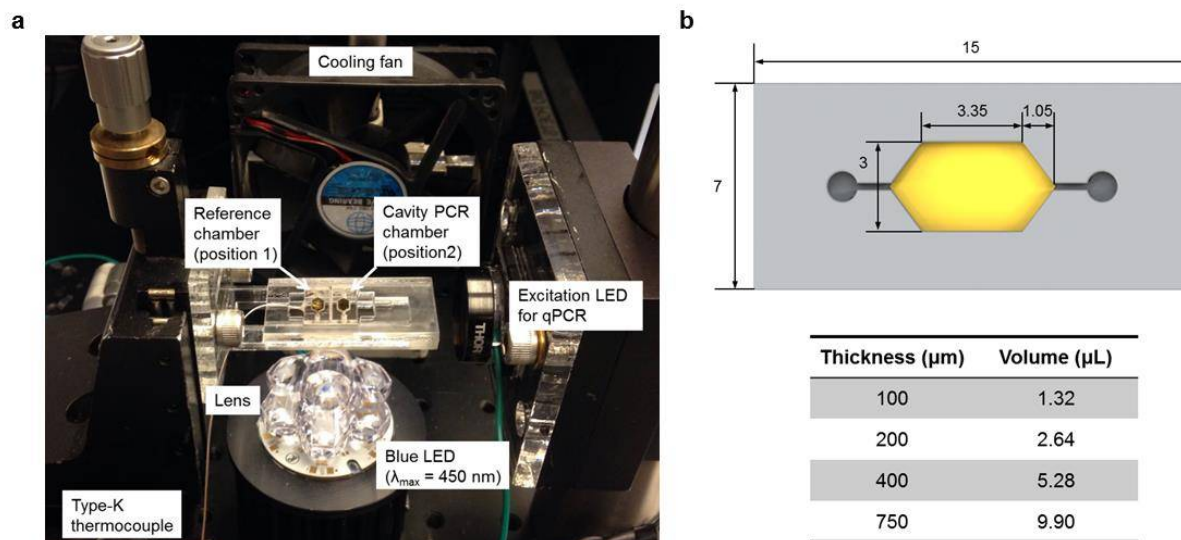 a
Cooling fan
Reference
chamber
(position 1)
Cavity PCR
chamber
(position2)
Excitation LED
for qPCR
THOR
Lens
Blue LED
(λmax = 450 nm)
Type-K
thermocouple
b
15
3.35
1.05
3
7
Thickness (μm) Volume (μL)
100 1.32
200 2.64
400 5.28
750 9.90